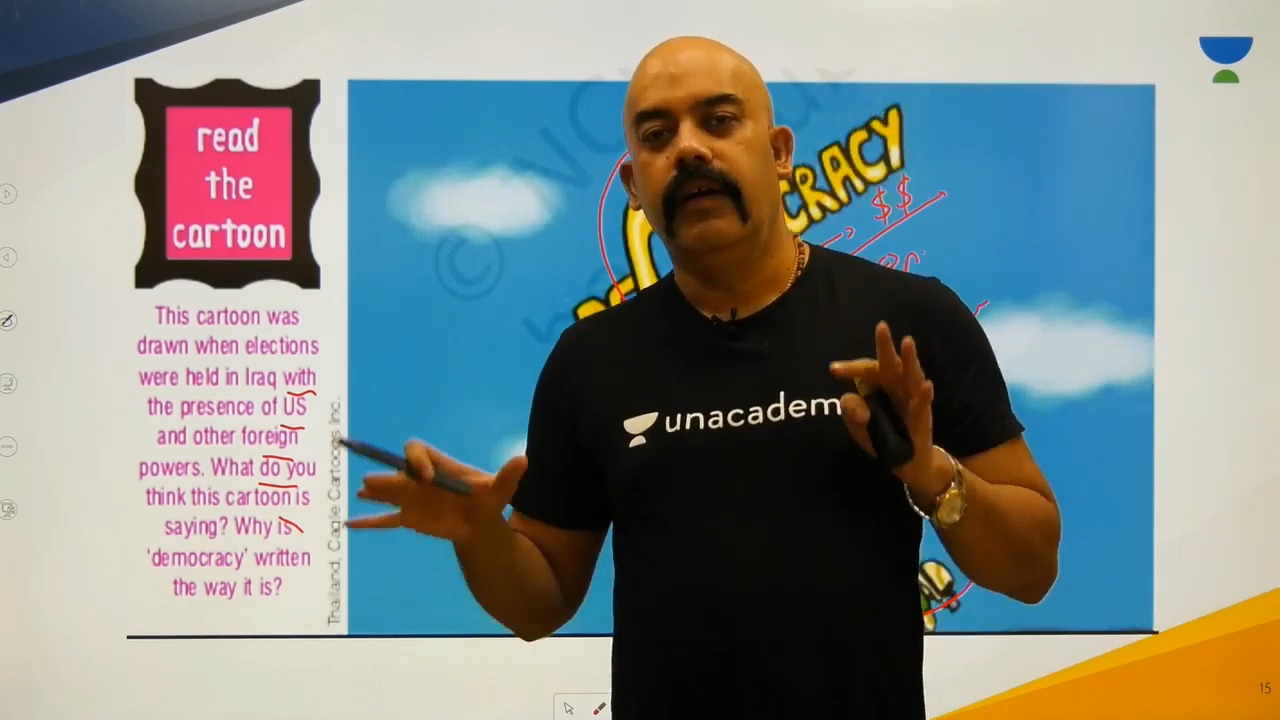 read
the
cartoon
This cartoon was
drawn when elections
were held in Iraq with
the presence of US
and other foreign
powers. What do you
think this cartoon is
saying? Why is
'democracy' written
the way it is?
Thailand, Cagle Cartoons Inc.
CRACY
$$
©
unacadem
15